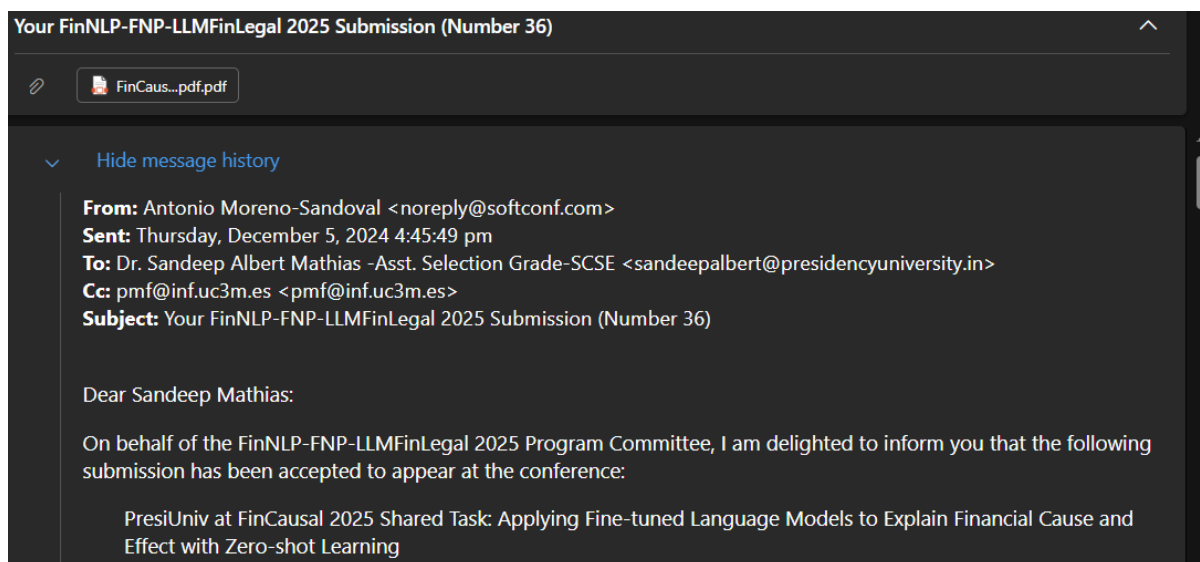 Your FinNLP-FNP-LLMFinLegal 2025 Submission (Number 36)
FinCaus...pdf.pdf
Hide message history
From: Antonio Moreno-Sandoval <noreply@softconf.com>
Sent: Thursday, December 5, 2024 4:45:49 pm
To: Dr. Sandeep Albert Mathias -Asst. Selection Grade-SCSE <sandeepalbert@presidencyuniversity.in>
Cc: pmf@inf.uc3m.es <pmf@inf.uc3m.es>
Subject: Your FinNLP-FNP-LLMFinLegal 2025 Submission (Number 36)
Dear Sandeep Mathias:
On behalf of the FinNLP-FNP-LLMFinLegal 2025 Program Committee, I am delighted to inform you that the following
submission has been accepted to appear at the conference:
PresiUniv at FinCausal 2025 Shared Task: Applying Fine-tuned Language Models to Explain Financial Cause and
Effect with Zero-shot Learning